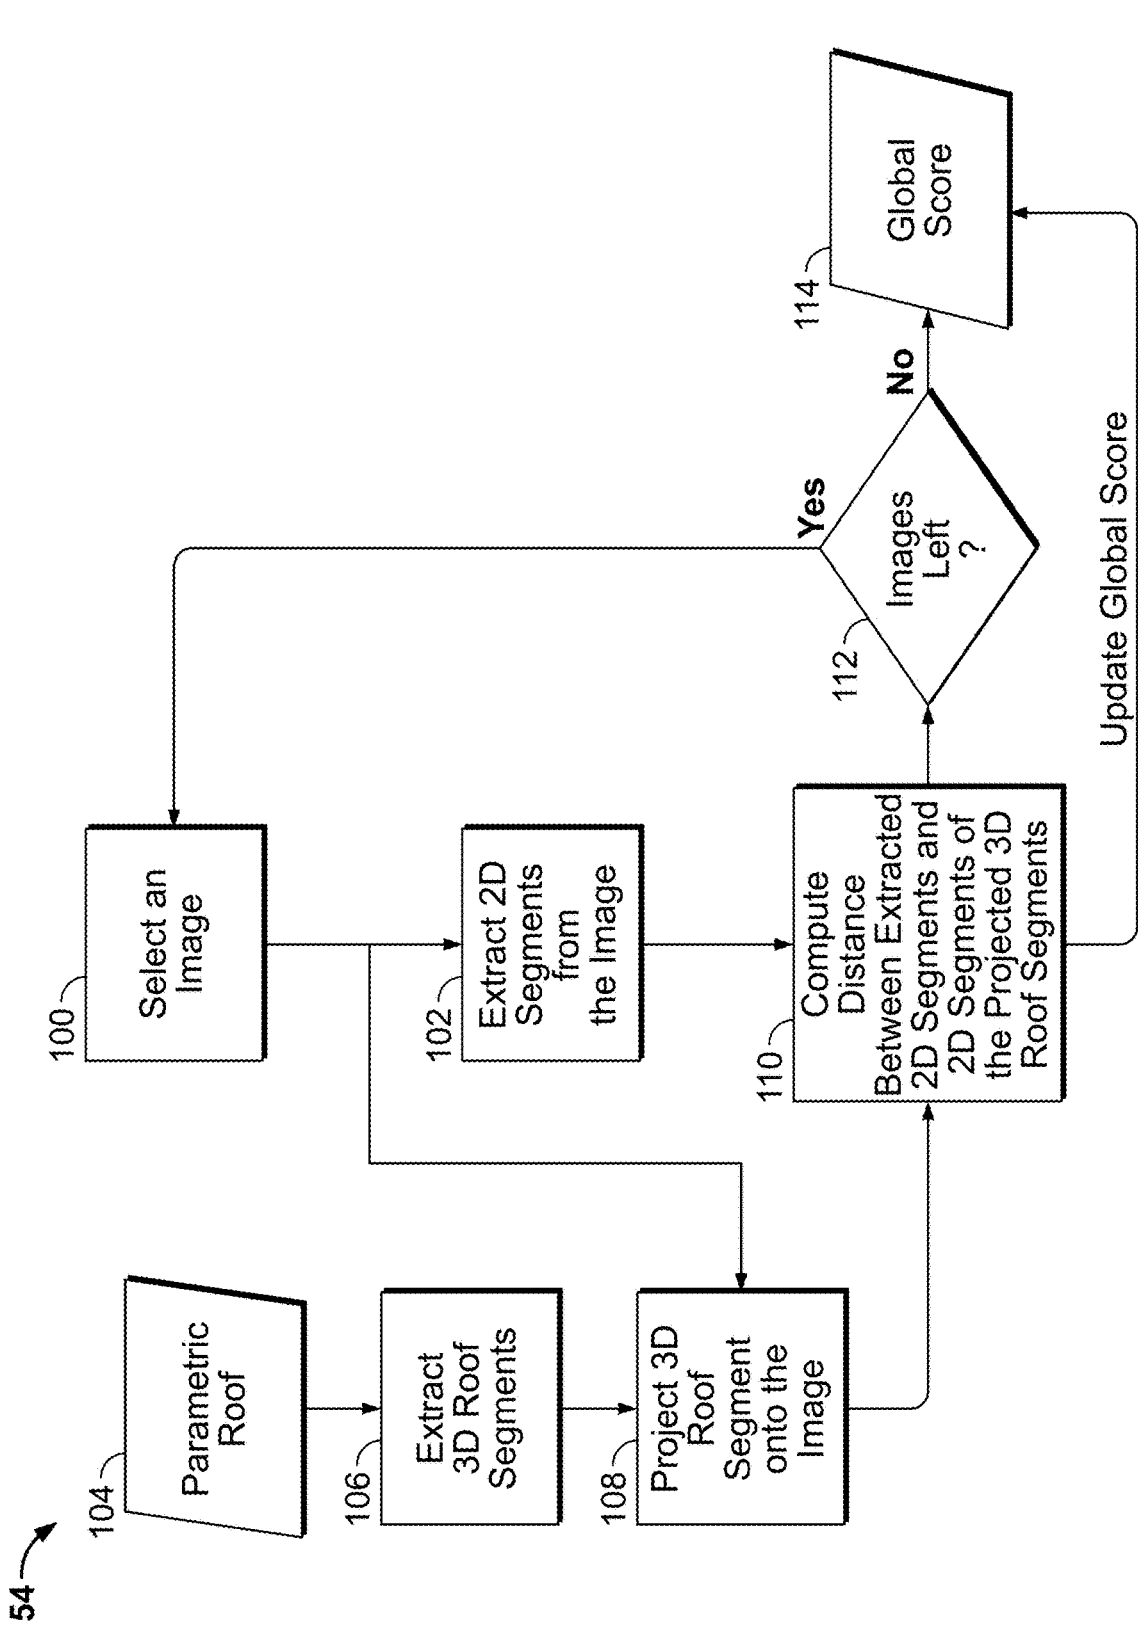 54
104
Parametric
Roof
106
Extract
3D Roof
Segments
108
Project 3D
Roof
Segment
onto the
Image
100
Select an
Image
102
Extract 2D
Segments
from
the Image
110
Compute
Distance
Between Extracted
2D Segments and
2D Segments of
the Projected 3D
Roof Segments
112
Images
Left
?
Yes
No
114
Global
Score
Update Global Score